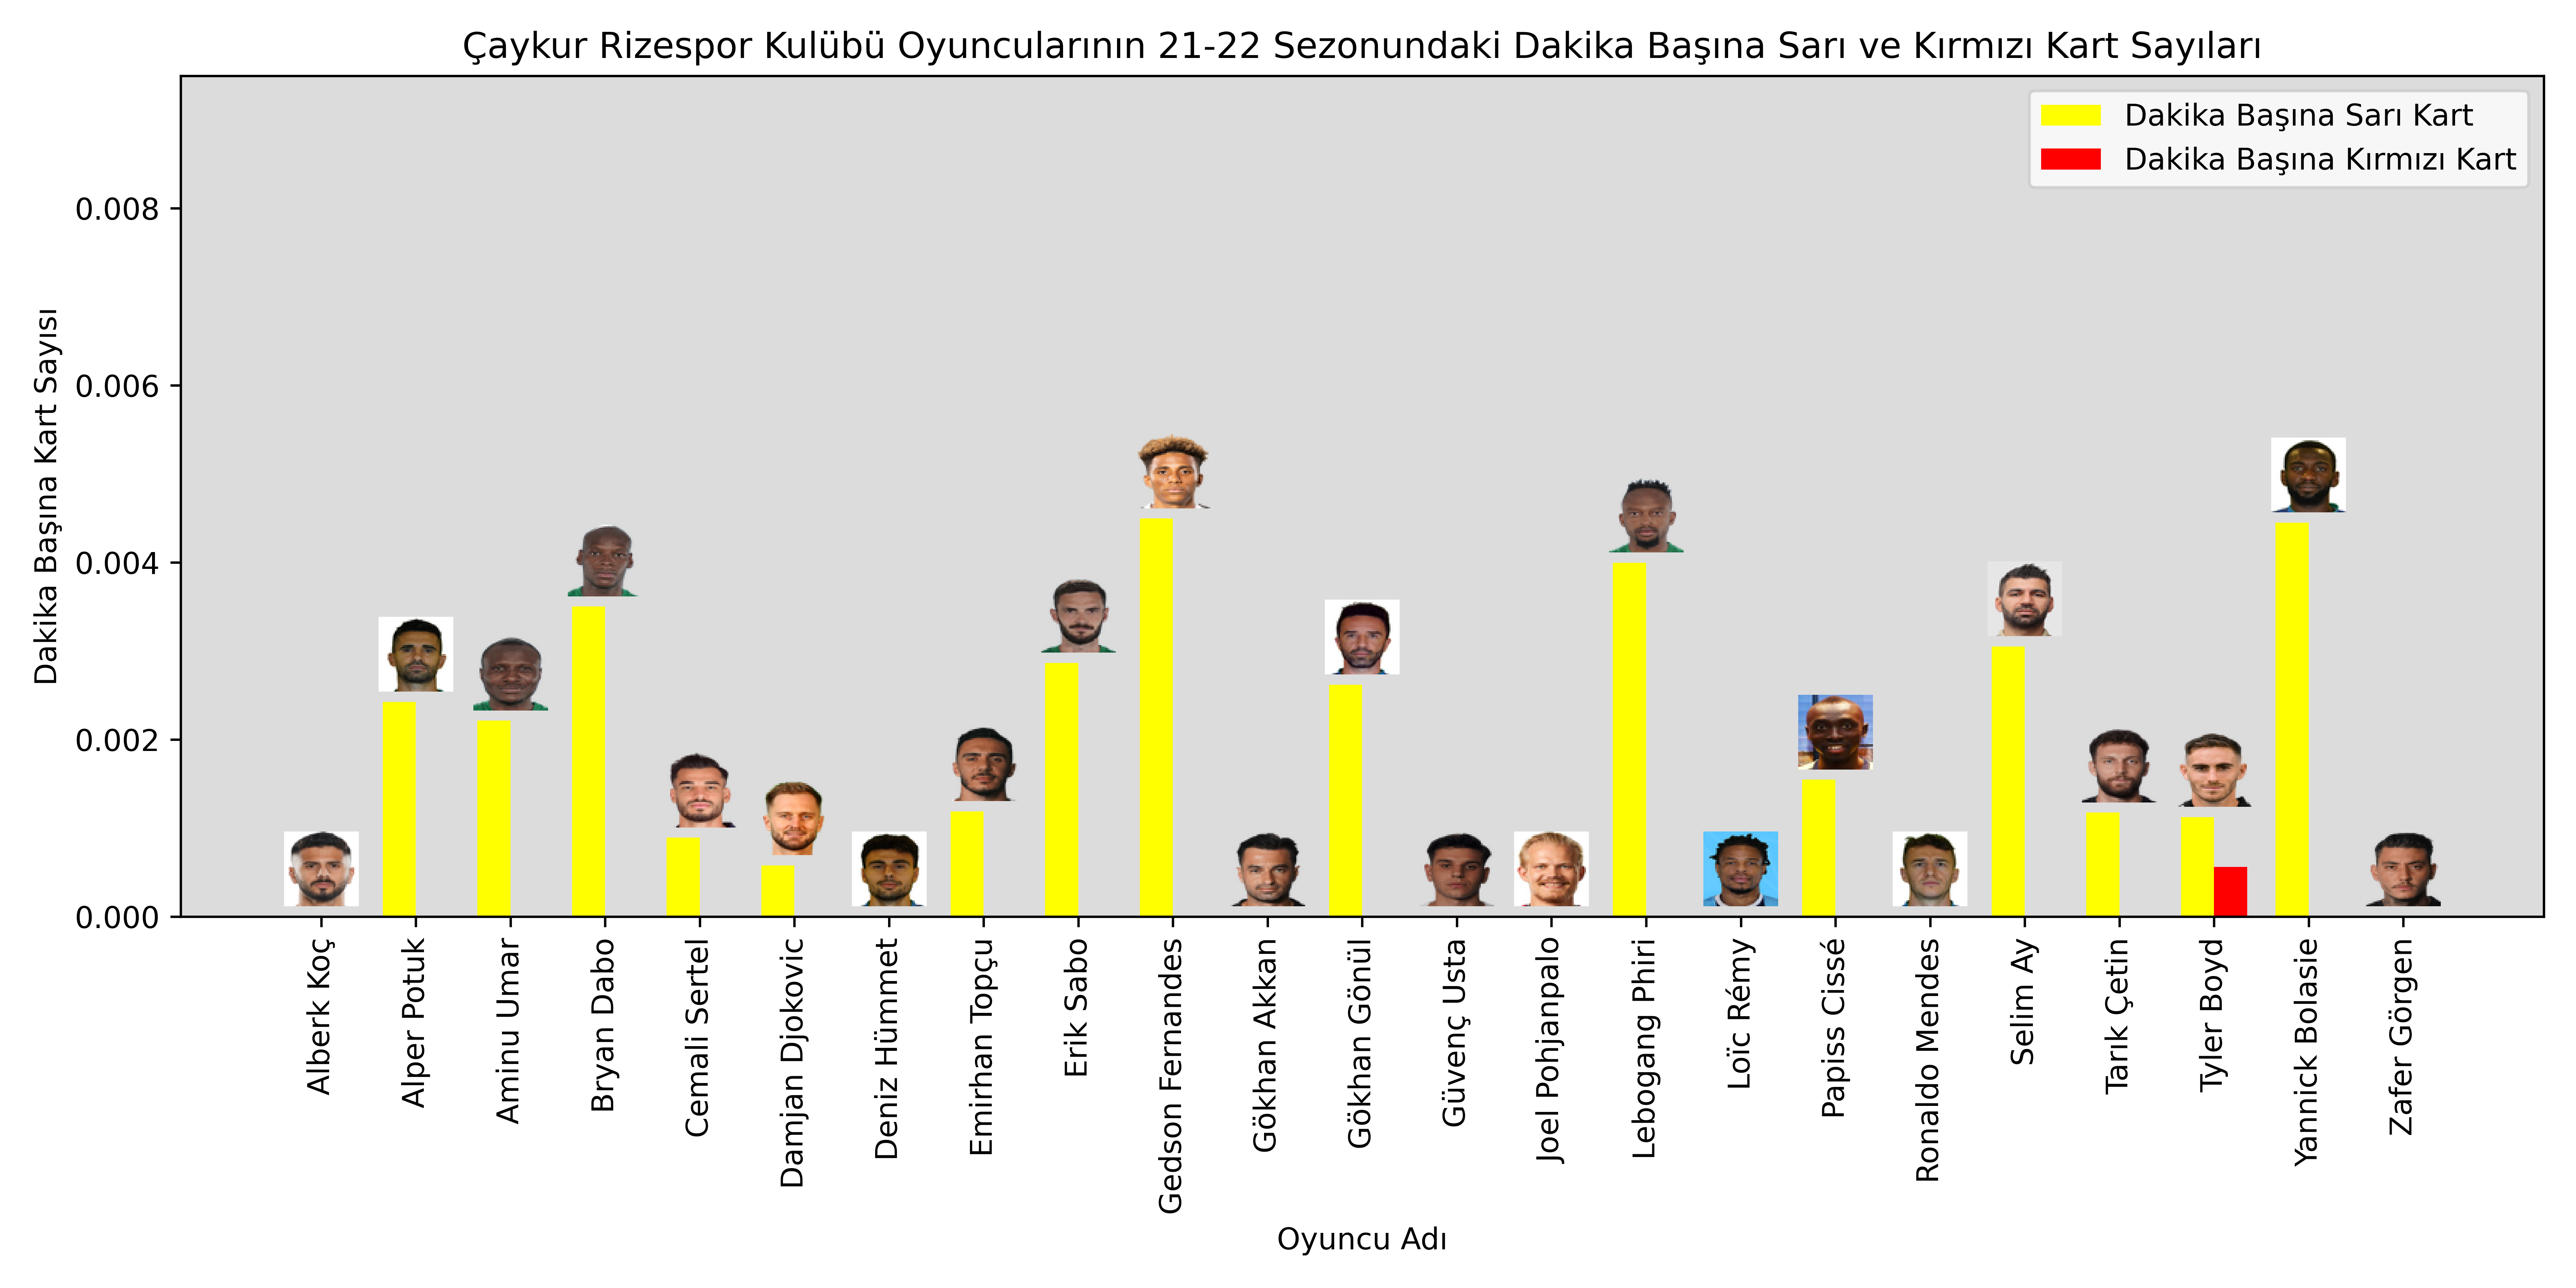 Çaykur Rizespor Kulübü Oyuncularının 21-22 Sezonundaki Dakika Başına Sarı ve Kırmızı Kart Sayıları
Dakika Başına Sarı Kart
Dakika Başına Kırmızı Kart
Dakika Başına Kart Sayısı
0.008
0.006
0.004
0.002
0.000
Alberk Koç
Alper Potuk
Aminu Umar
Bryan Dabo
Cemali Sertel
Damjan Djokovic
Deniz Hümmet
Emirhan Topçu
Erik Sabo
Gedson Fernandes
Gökhan Akkan
Gökhan Gönül
Güvenç Usta
Joel Pohjanpalo
Lebogang Phiri
Loïc Rémy
Papiss Cissé
Ronaldo Mendes
Selim Ay
Tarık Çetin
Tyler Boyd
Yannick Bolasie
Zafer Görgen
Oyuncu Adı